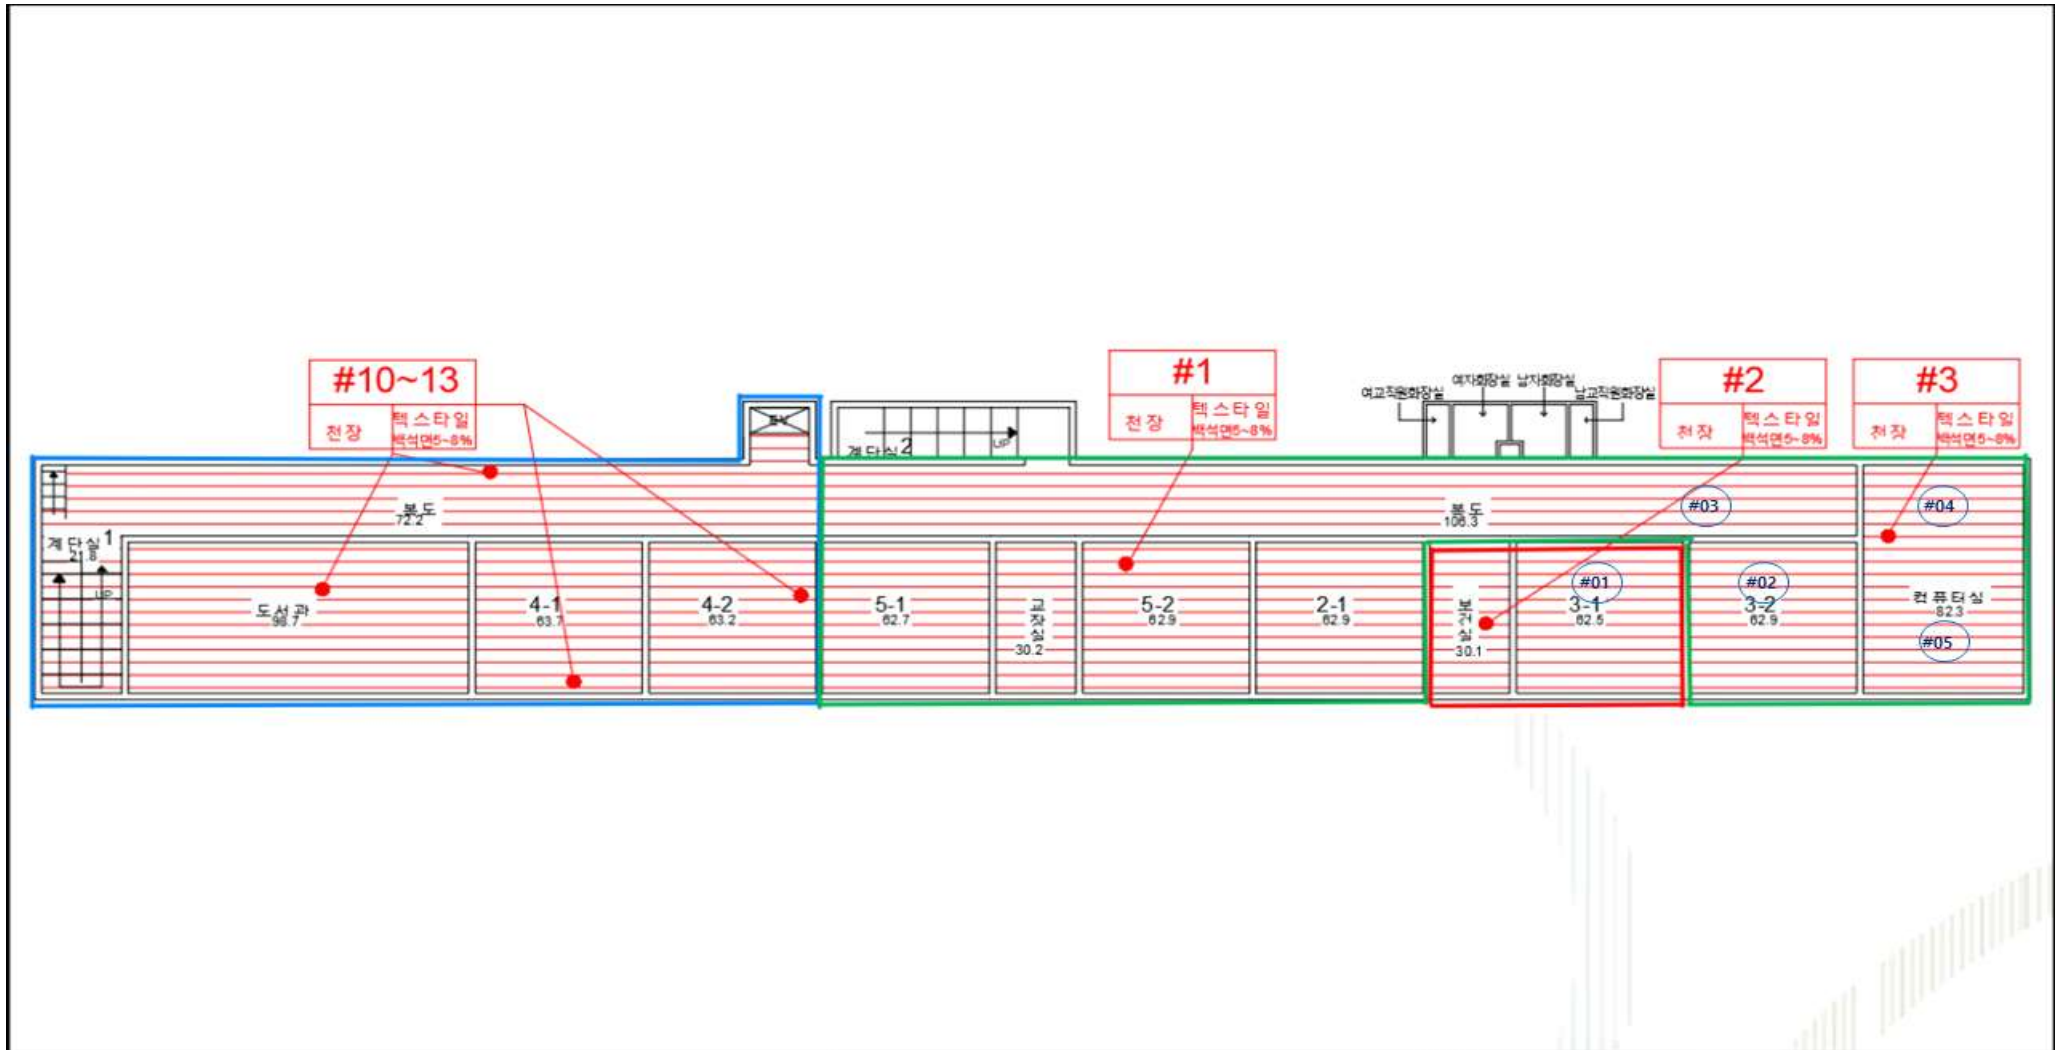 #10~13
천장
텍스타일
백석면5~8%
#1
천장
텍스타일
백석면5~8%
#2
천장
텍스타일
백석면5~8%
#3
천장
텍스타일
백석면5~8%
여교직원화장실
여자화장실
남자화장실
남교직원화장실
계단실2
UP
복도
72.2
복도
106.3
#03
#04
계단실1
21.8
UP
도서관
98.7
4-1
63.7
4-2
63.2
5-1
62.7
교장실
30.2
5-2
62.9
2-1
62.9
보건실
30.1
#01
3-1
62.5
#02
3-2
62.9
컴퓨터실
82.3
#05